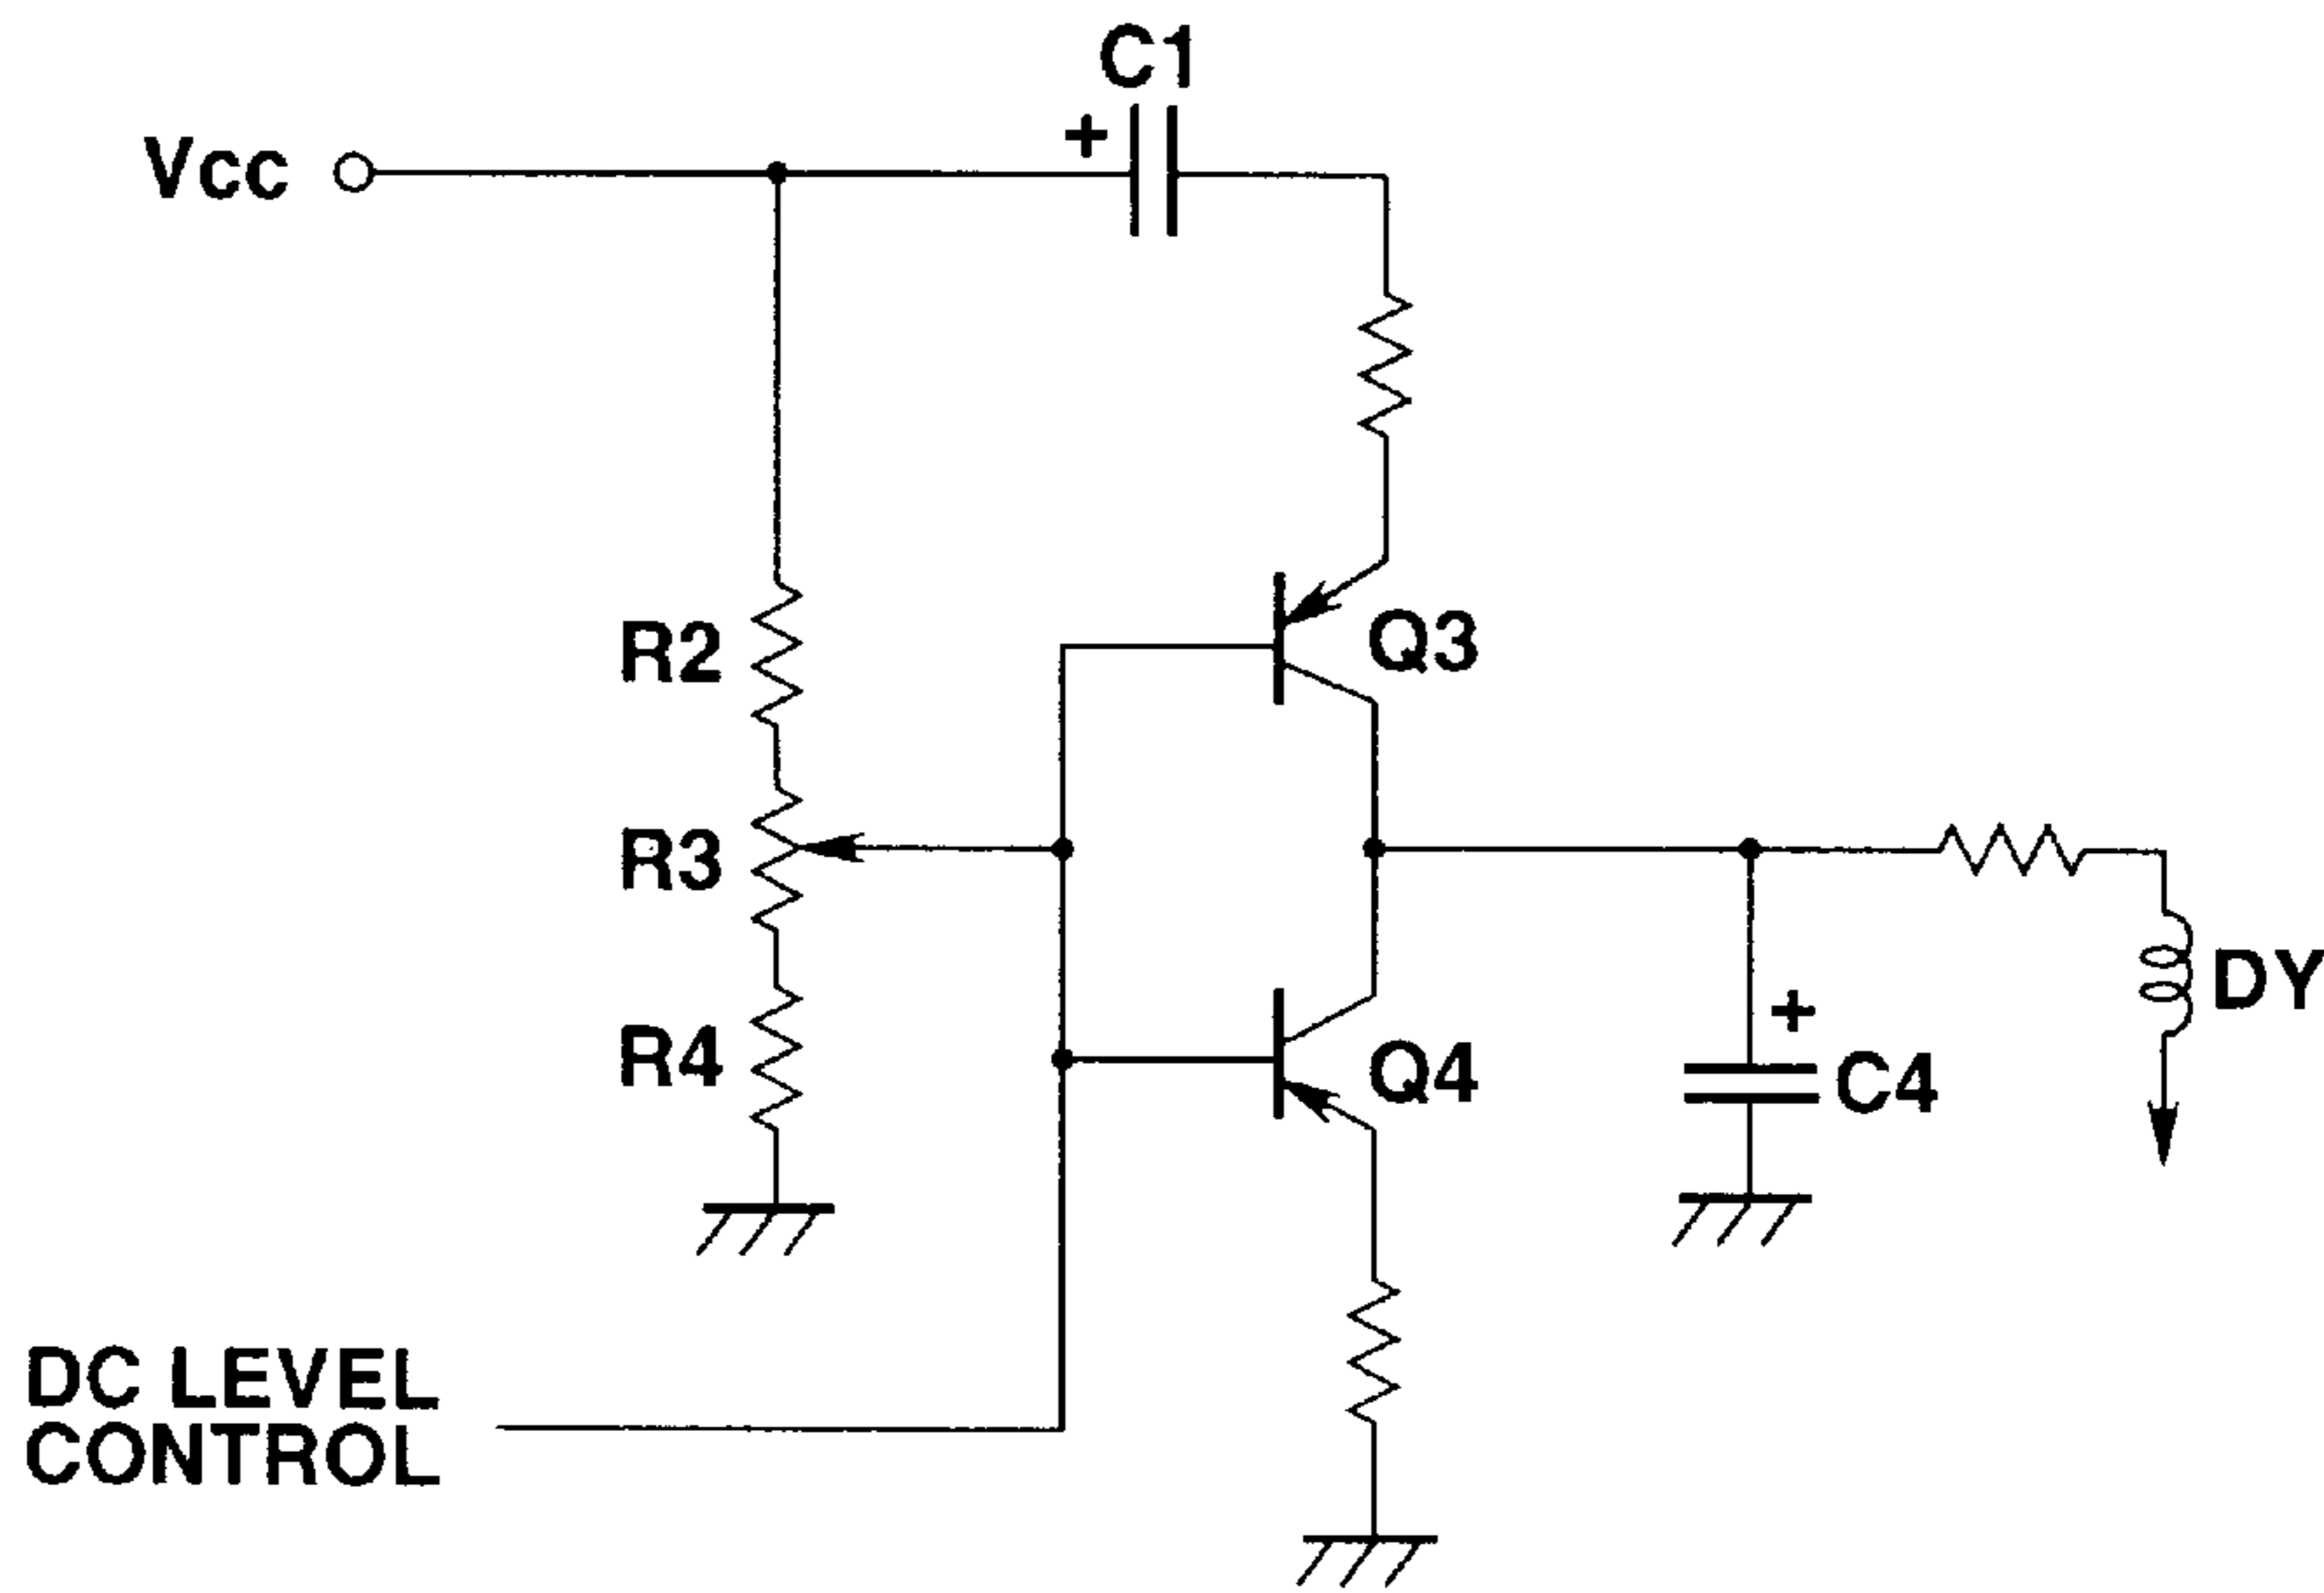 C1
+
Vcc
R2
Q3
R3
DY
+
R4
Q4
C4
DC LEVEL
CONTROL